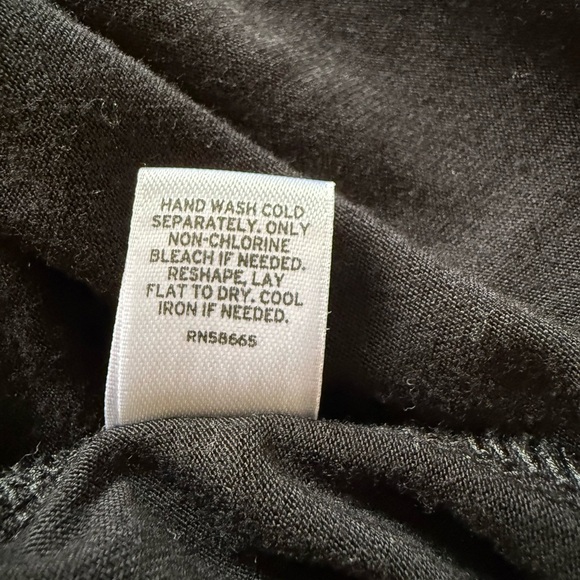 HAND WASH COLD
SEPARATELY. ONLY
NON-CHLORINE
BLEACH IF NEEDED.
RESHAPE, LAY
FLAT TO DRY. COOL
IRON IF NEEDED.
RN58665